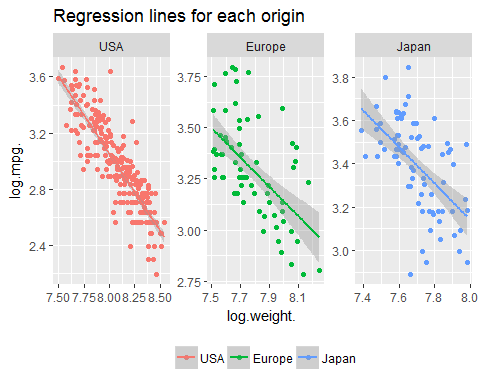 Regression lines for each origin
USA Europe Japan
log.mpg.
3.6
3.2
2.8
2.4
3.75
3.50
3.25
3.00
2.75
3.8
3.6
3.4
3.2
3.0
7.50 7.75 8.00 8.25 8.50
7.5 7.7 7.9 8.1
7.4 7.6 7.8 8.0
log.weight.
USA Europe Japan